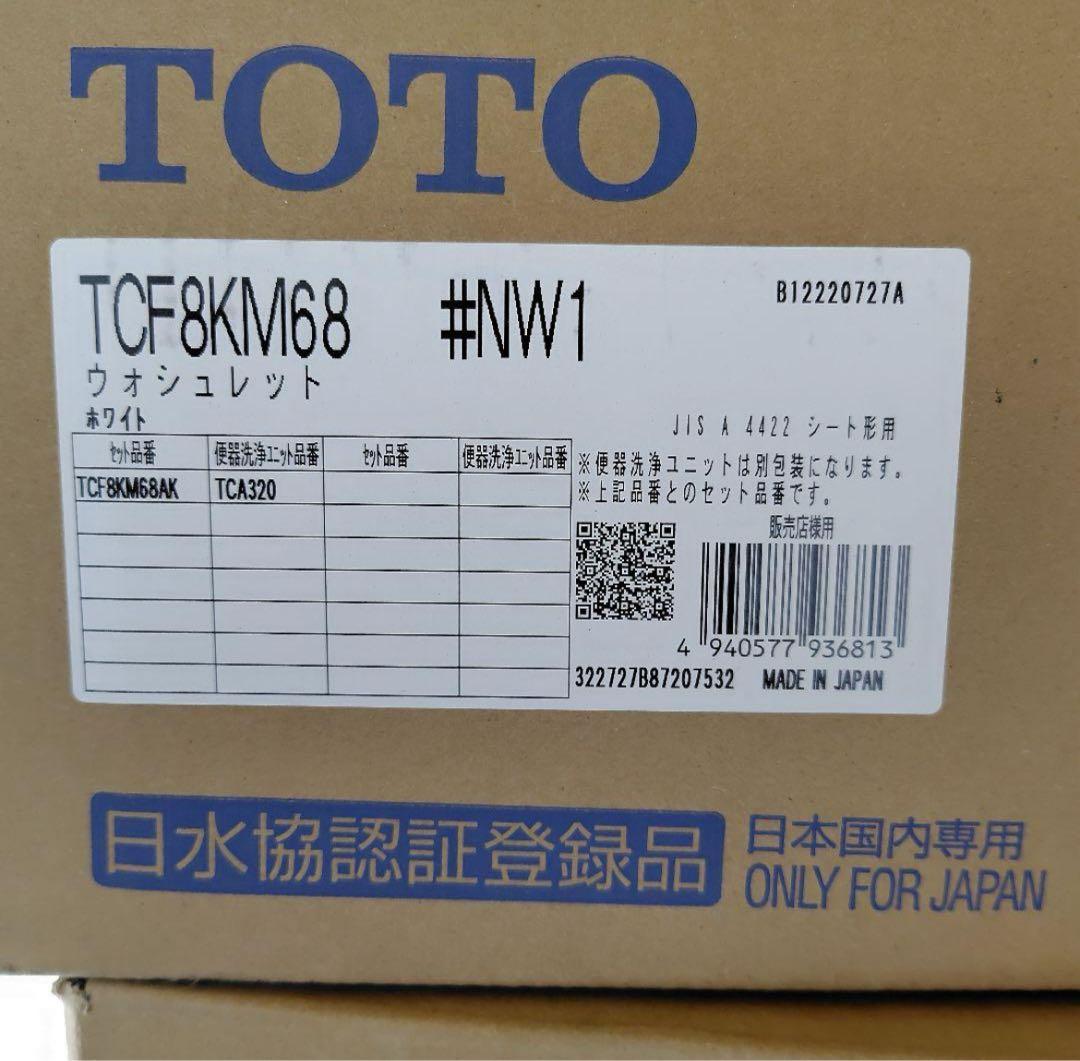 TOTO
TCF8KM68 #NW1 B12220727A
ウォシュレット
ホワイト
JIS A 4422 シート形用
セット品番 便器洗浄ユニット品番 セット品番 便器洗浄ユニット品番
TCF8KM68AK TCA320
※便器洗浄ユニットは別包装になります。
※上記品番とのセット品番です。
販売店様用
4 940577 936813
322727B87207532 MADE IN JAPAN
日水協認証登録品
日本国内専用
ONLY FOR JAPAN